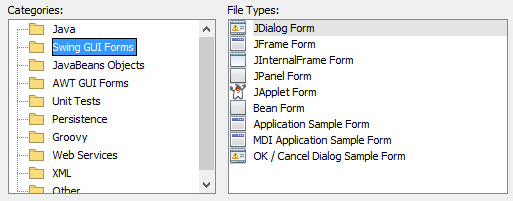 Categories:
Java
Swing GUI Forms
JavaBeans Objects
AWT GUI Forms
Unit Tests
Persistence
Groovy
Web Services
XML
Other
File Types:
JDialog Form
JFrame Form
JInternalFrame Form
JPanel Form
JApplet Form
Bean Form
Application Sample Form
MDI Application Sample Form
OK / Cancel Dialog Sample Form